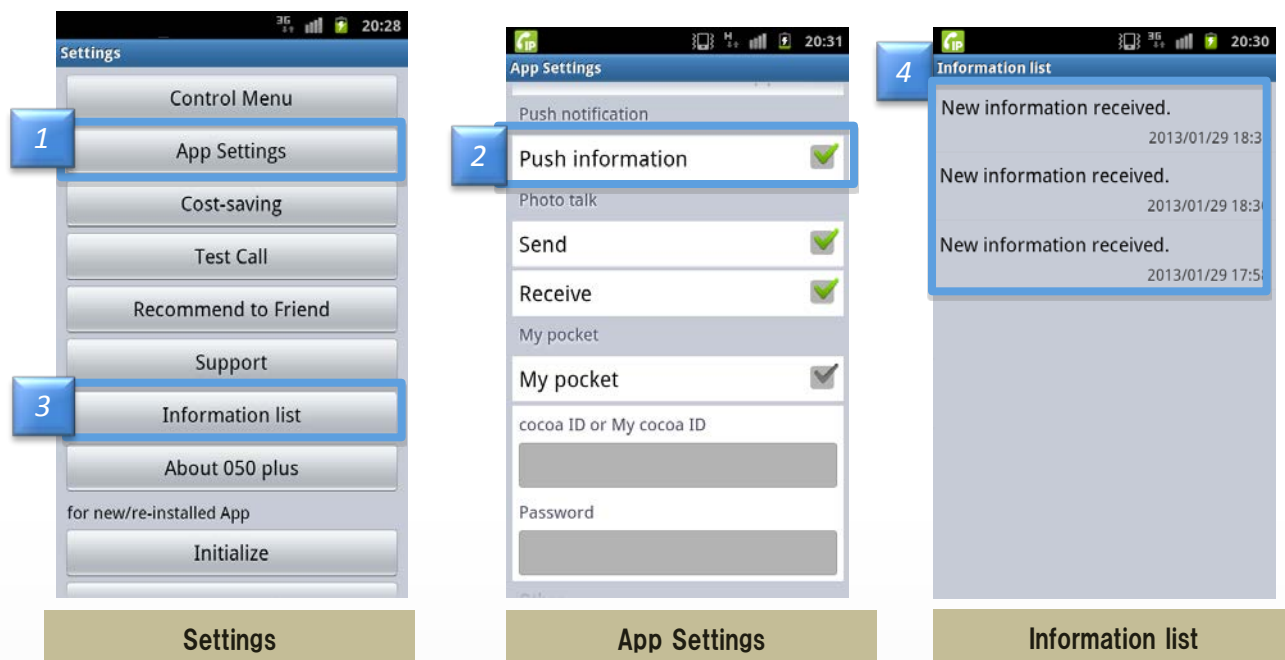 3G 20:28
Settings
Control Menu
1
App Settings
Cost-saving
Test Call
Recommend to Friend
Support
3
Information list
About 050 plus
for new/re-installed App
Initialize
Settings
IP H 20:31
App Settings
Push notification
2
Push information
Photo talk
Send
Receive
My pocket
My pocket
cocoa ID or My cocoa ID
Password
App Settings
IP 3G 20:30
4
Information list
New information received.
2013/01/29 18:3
New information received.
2013/01/29 18:3
New information received.
2013/01/29 17:5
Information list